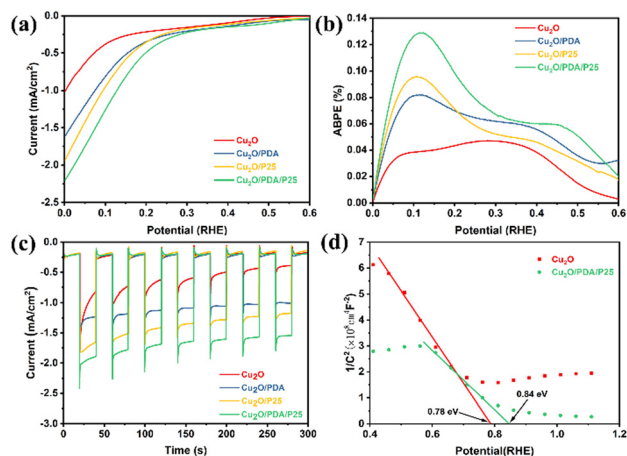 (a)
0.0
-0.5
-1.0
-1.5
-2.0
-2.5
Current (mA/cm²)
Cu₂O
Cu₂O/PDA
Cu₂O/P25
Cu₂O/PDA/P25
0.0 0.1 0.2 0.3 0.4 0.5 0.6
Potential (RHE)
(b)
0.14
0.12
0.10
0.08
0.06
0.04
0.02
0.00
ABPE (%)
Cu₂O
Cu₂O/PDA
Cu₂O/P25
Cu₂O/PDA/P25
0.0 0.1 0.2 0.3 0.4 0.5 0.6
Potential (RHE)
(c)
0.0
-0.5
-1.0
-1.5
-2.0
-2.5
-3.0
-3.5
-4.0
Current (mA/cm²)
Cu₂O
Cu₂O/PDA
Cu₂O/P25
Cu₂O/PDA/P25
0 50 100 150 200 250 300
Time (s)
(d)
7
6
5
4
3
2
1
0
1/C² (×10⁸cm⁴F⁻²)
Cu₂O
Cu₂O/PDA/P25
0.84 eV
0.78 eV
0.4 0.6 0.8 1.0 1.2
Potential(RHE)